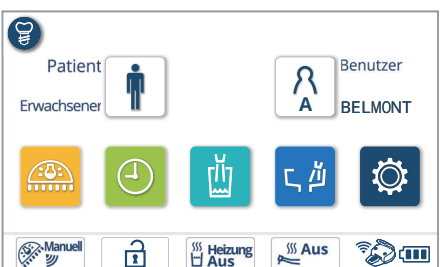 Patient
Benutzer
Erwachsener
A
BELMONT
Manuell
Heizung
Aus
Aus